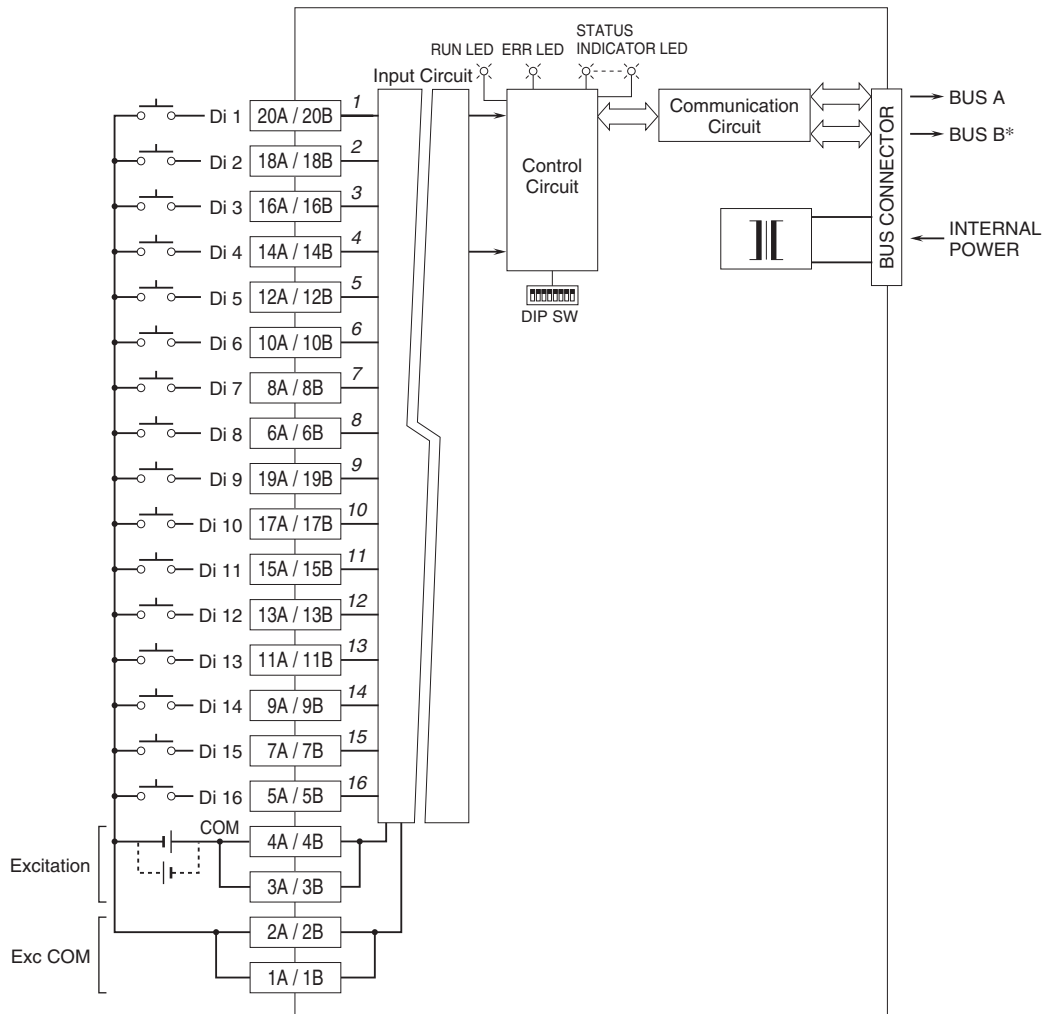 STATUS
RUN LED ERR LED INDICATOR LED
Input Circuit
Di 1 20A / 20B 1
Di 2 18A / 18B 2
Di 3 16A / 16B 3
Di 4 14A / 14B 4
Di 5 12A / 12B 5
Di 6 10A / 10B 6
Di 7 8A / 8B 7
Di 8 6A / 6B 8
Di 9 19A / 19B 9
Di 10 17A / 17B 10
Di 11 15A / 15B 11
Di 12 13A / 13B 12
Di 13 11A / 11B 13
Di 14 9A / 9B 14
Di 15 7A / 7B 15
Di 16 5A / 5B 16
COM 4A / 4B
Excitation
3A / 3B
2A / 2B
Exc COM
1A / 1B
Control
Circuit
DIP SW
Communication
Circuit
BUS CONNECTOR
BUS A
BUS B*
INTERNAL
POWER